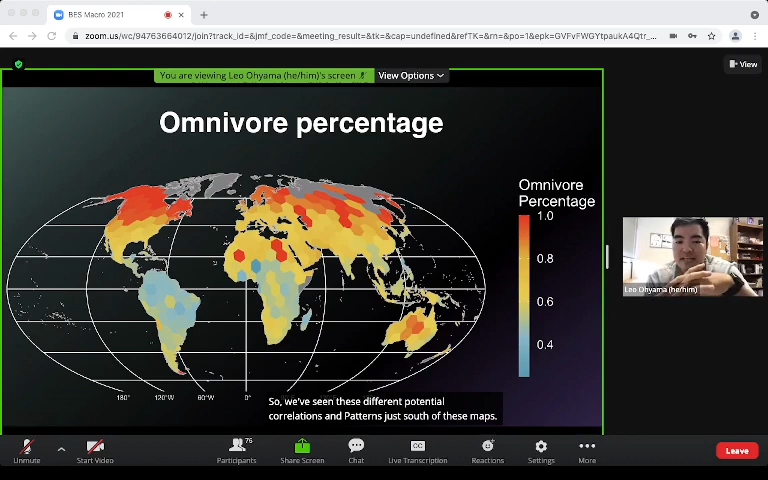 BES Macro 2021
zoom.us/wc/94763664012/join?track_id=&jmf_code=&meeting_result=&tk=&cap=undefined&refTK=&rn=&po=1&epk=GVFvFWGYtpaukA4Qtr_...
You are viewing Leo Ohyama (he/him)'s screen
View Options
View
Omnivore percentage
Omnivore
Percentage
1.0
0.8
0.6
0.4
Leo Ohyama (he/him)
180° 120°W 60°W 0°
So, we've seen these different potential
correlations and Patterns just south of these maps.
Unmute
Start Video
Participants
76
Share Screen
Chat
CC
Live Transcription
Reactions
Settings
More
Leave